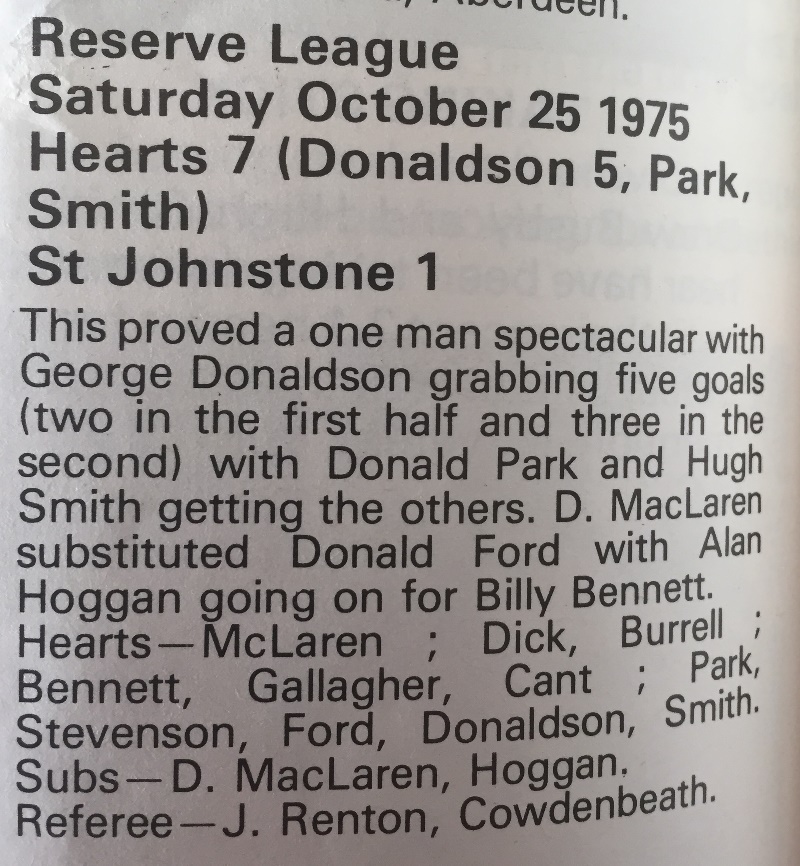 Aberdeen.
Reserve League
Saturday October 25 1975
Hearts 7 (Donaldson 5, Park,
Smith)
St Johnstone 1
This proved a one man spectacular with
George Donaldson grabbing five goals
(two in the first half and three in the
second) with Donald Park and Hugh
Smith getting the others. D. MacLaren
substituted Donald Ford with Alan
Hoggan going on for Billy Bennett.
Hearts—McLaren ; Dick, Burrell ;
Bennett, Gallagher, Cant ; Park,
Stevenson, Ford, Donaldson, Smith.
Subs—D. MacLaren, Hoggan.
Referee—J. Renton, Cowdenbeath.